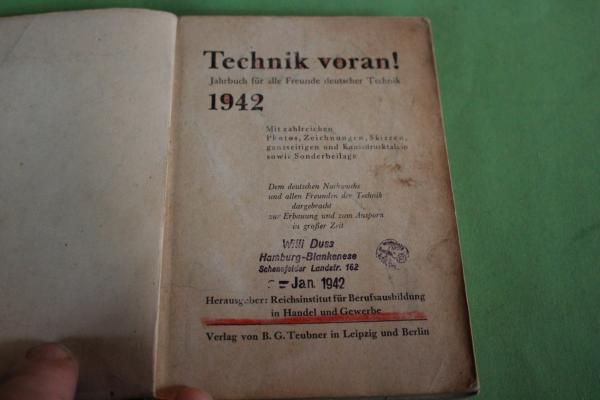 Technik voran!
Jahrbuch für alle Freunde deutscher Technik
1942
Mit zahlreichen
Photos, Zeichnungen, Skizzen,
ganzseitigen und Kunstdrucktafeln
sowie Sonderbeilage
Dem deutschen Nachwuchs
und allen Freunden der Technik
dargebracht
zur Erbauung und zum Ansporn
in großer Zeit
Willi Duss
Hamburg-Blankenese
Schenefelder Landstr. 162
Jan. 1942
Herausgeber: Reichsinstitut für Berufsausbildung
in Handel und Gewerbe
Verlag von B. G. Teubner in Leipzig und Berlin